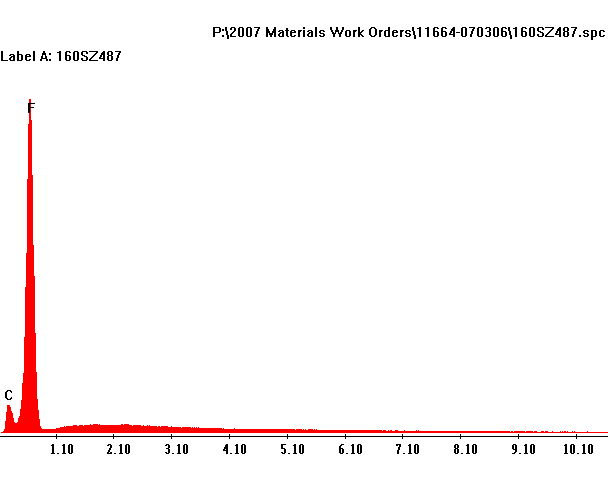 P:\2007 Materials Work Orders\11664-070306\160SZ487.spc
Label A: 160SZ487
F
C
1.10 2.10 3.10 4.10 5.10 6.10 7.10 8.10 9.10 10.10